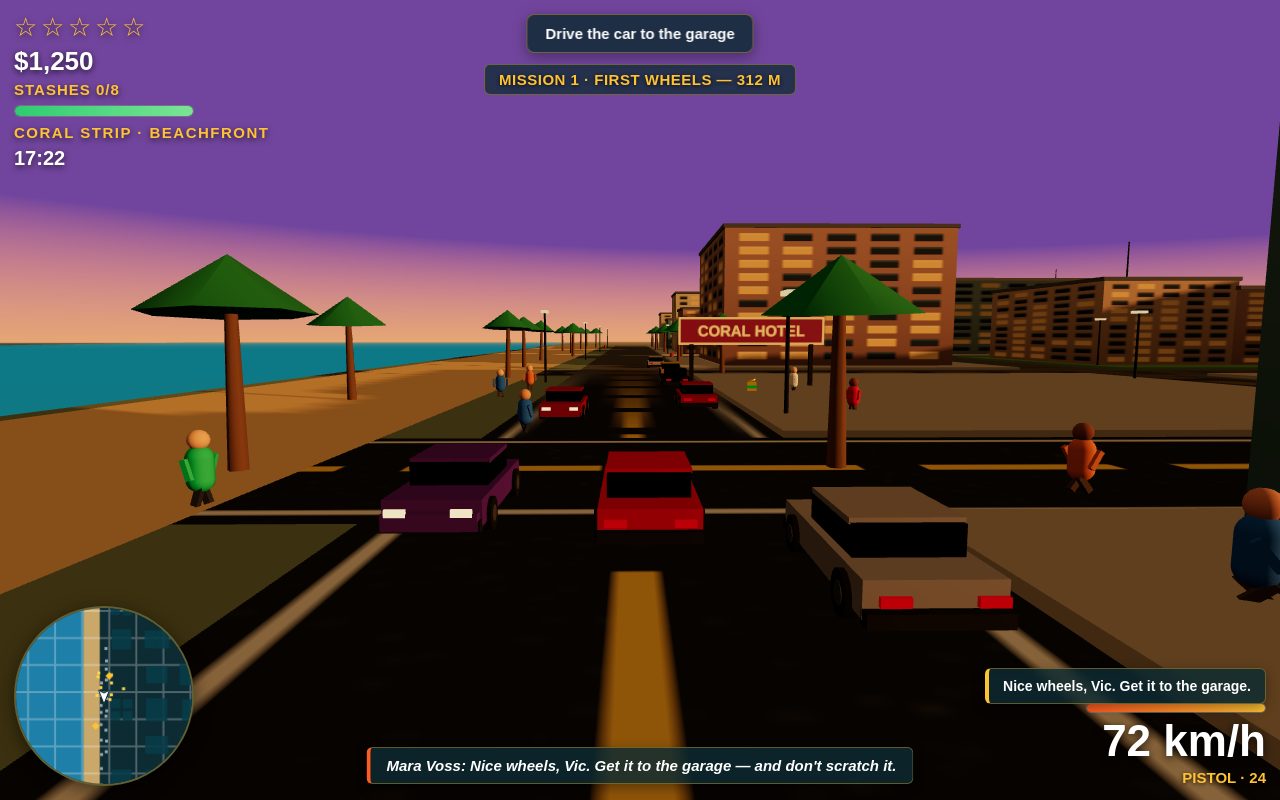 ☆☆☆☆☆
$1,250
STASHES 0/8
CORAL STRIP · BEACHFRONT
17:22
Drive the car to the garage
MISSION 1 · FIRST WHEELS — 312 M
CORAL HOTEL
Nice wheels, Vic. Get it to the garage.
72 km/h
PISTOL · 24
Mara Voss: Nice wheels, Vic. Get it to the garage — and don't scratch it.